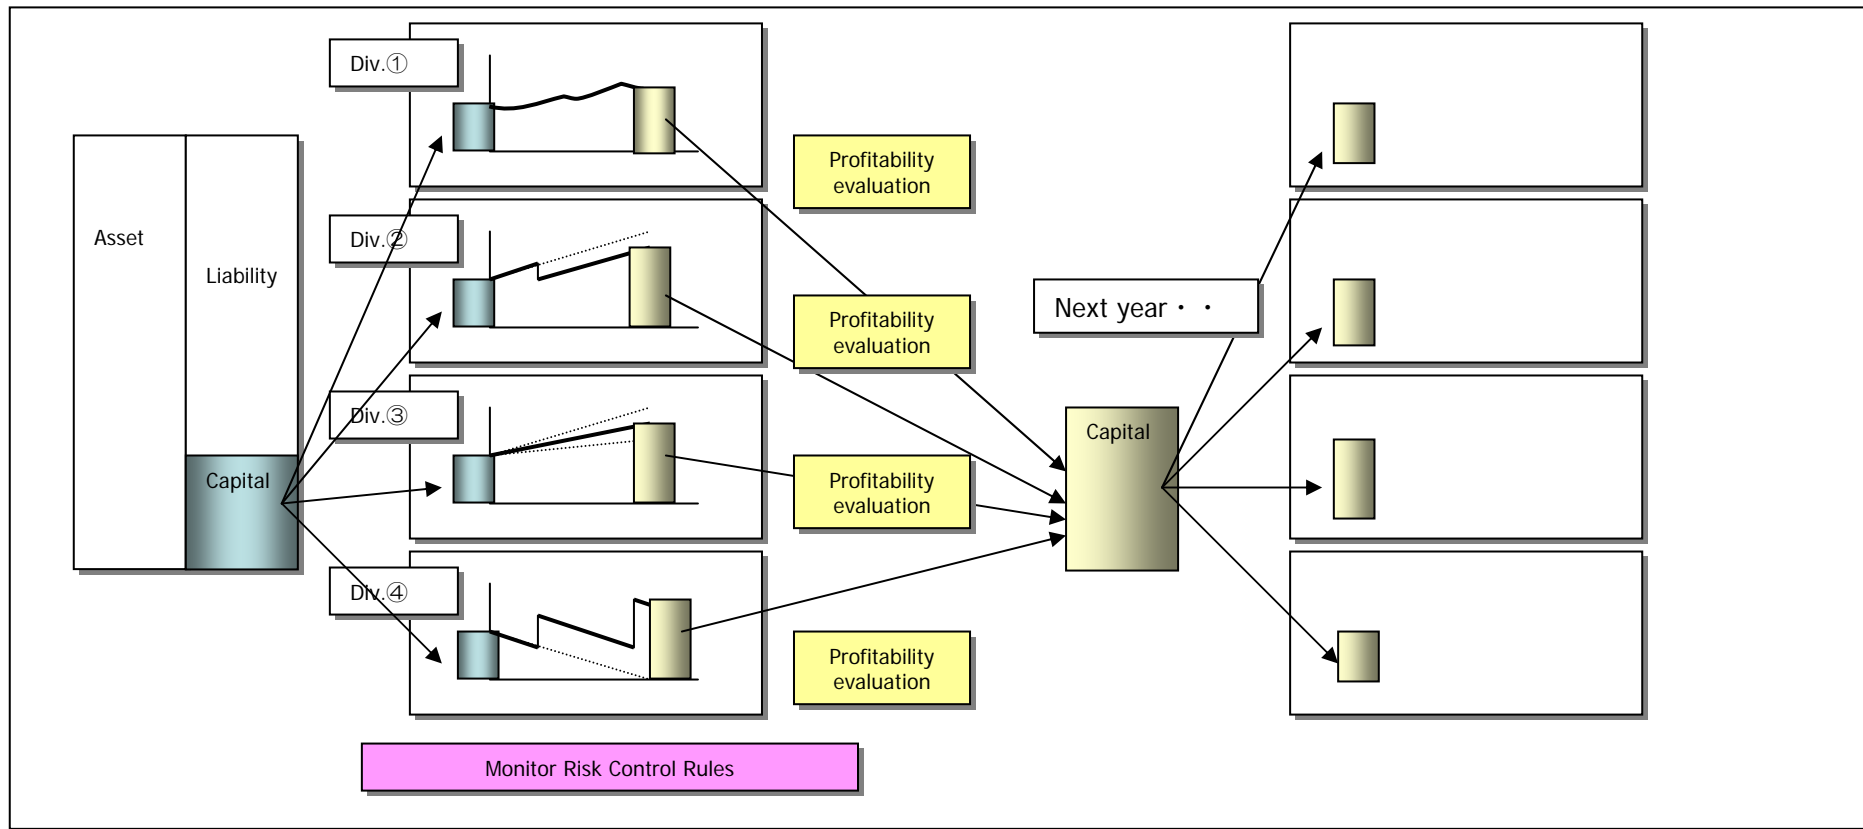 Div.①
Profitability
evaluation
Asset
Div.②
Liability
Next year・・
Profitability
evaluation
Div.③
Capital
Capital
Profitability
evaluation
Div.④
Profitability
evaluation
Monitor Risk Control Rules